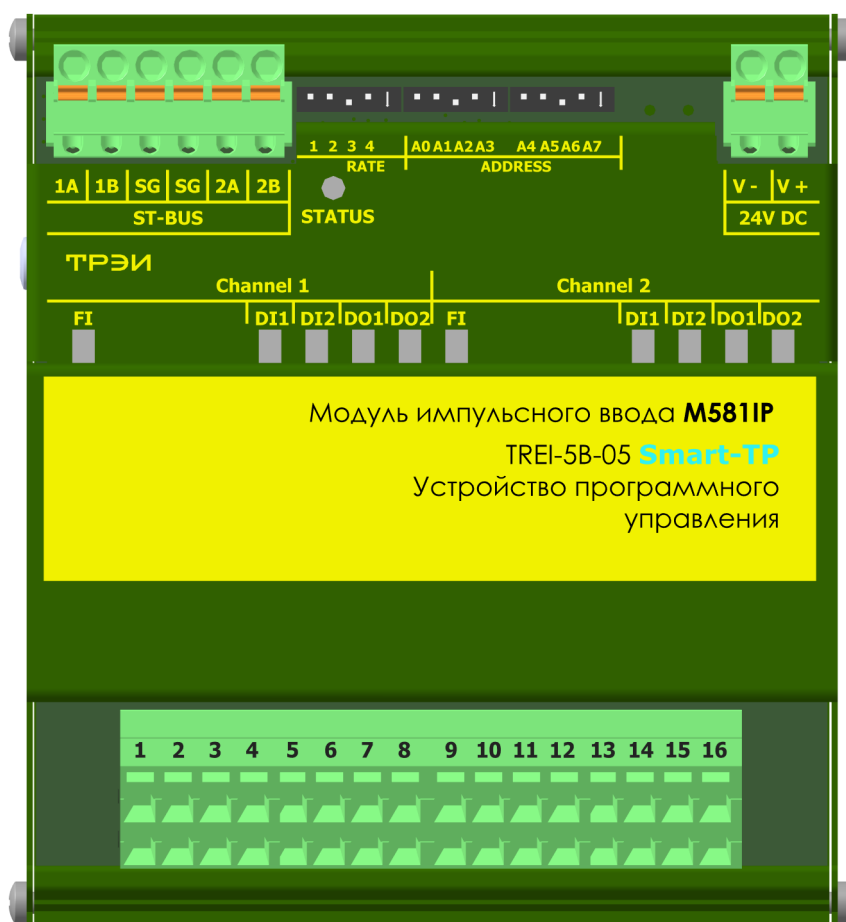 1 2 3 4 A0 A1 A2 A3 A4 A5 A6 A7
RATE ADDRESS
1A 1B SG SG 2A 2B V - V +
ST-BUS STATUS 24V DC
ТРЭИ
Channel 1 Channel 2
FI DI1 DI2 DO1 DO2 FI DI1 DI2 DO1 DO2
Модуль импульсного ввода M581IP
TREI-5B-05 Smart-TP
Устройство программного
управления
1 2 3 4 5 6 7 8 9 10 11 12 13 14 15 16